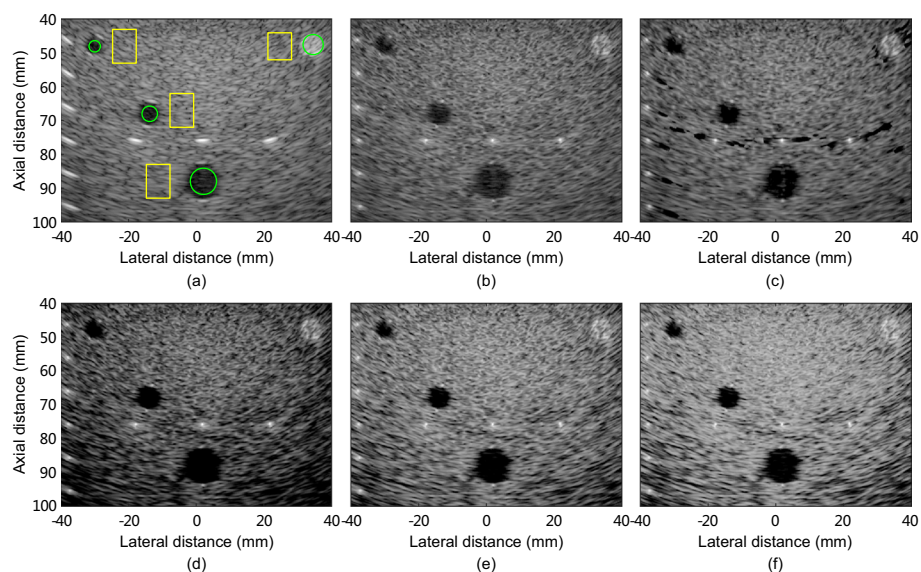 40
50
60
70
80
90
100
Axial distance (mm)
-40 -20 0 20 40
Lateral distance (mm)
(a)
-40 -20 0 20 40
Lateral distance (mm)
(b)
-40 -20 0 20 40
Lateral distance (mm)
(c)
40
50
60
70
80
90
100
Axial distance (mm)
-40 -20 0 20 40
Lateral distance (mm)
(d)
-40 -20 0 20 40
Lateral distance (mm)
(e)
-40 -20 0 20 40
Lateral distance (mm)
(f)